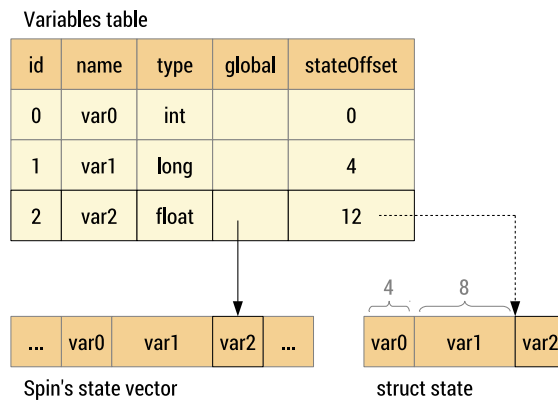 Variables table
id name type global stateOffset
0 var0 int 0
1 var1 long 4
2 var2 float 12
4 8
... var0 var1 var2 ...
var0 var1 var2
Spin's state vector
struct state